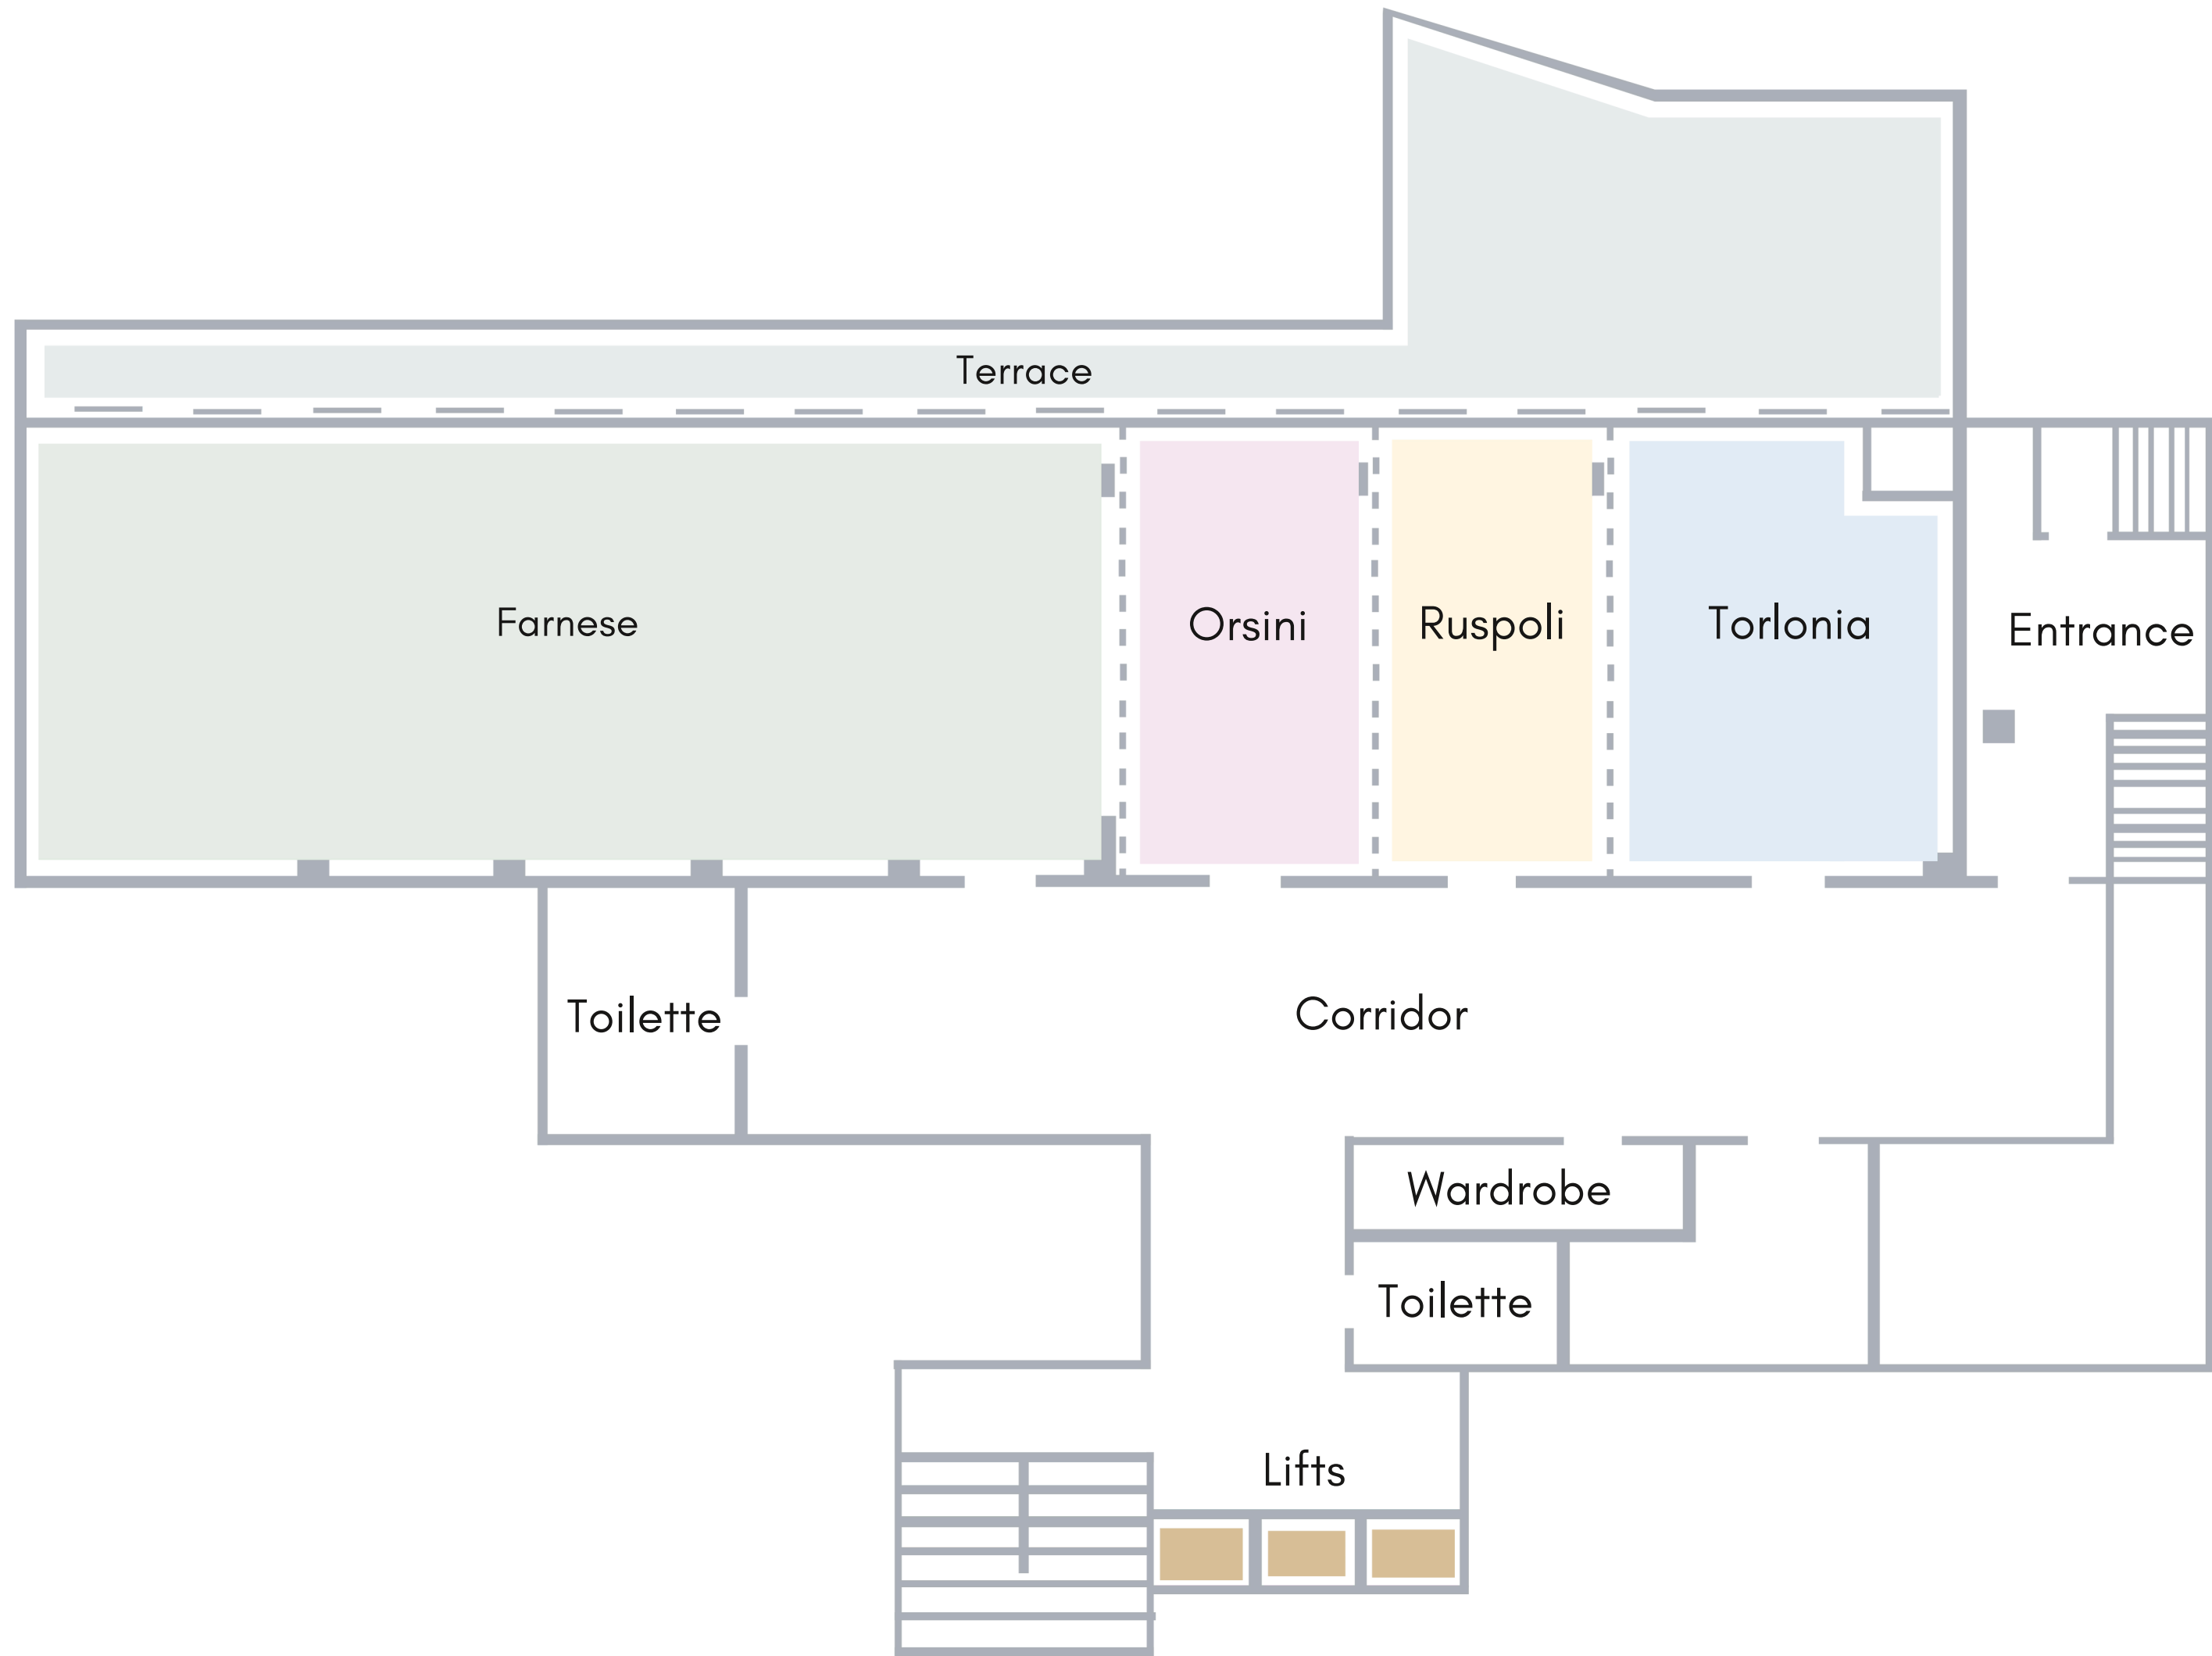 Terrace
Farnese
Orsini
Ruspoli
Torlonia
Entrance
Toilette
Corridor
Wardrobe
Toilette
Lifts